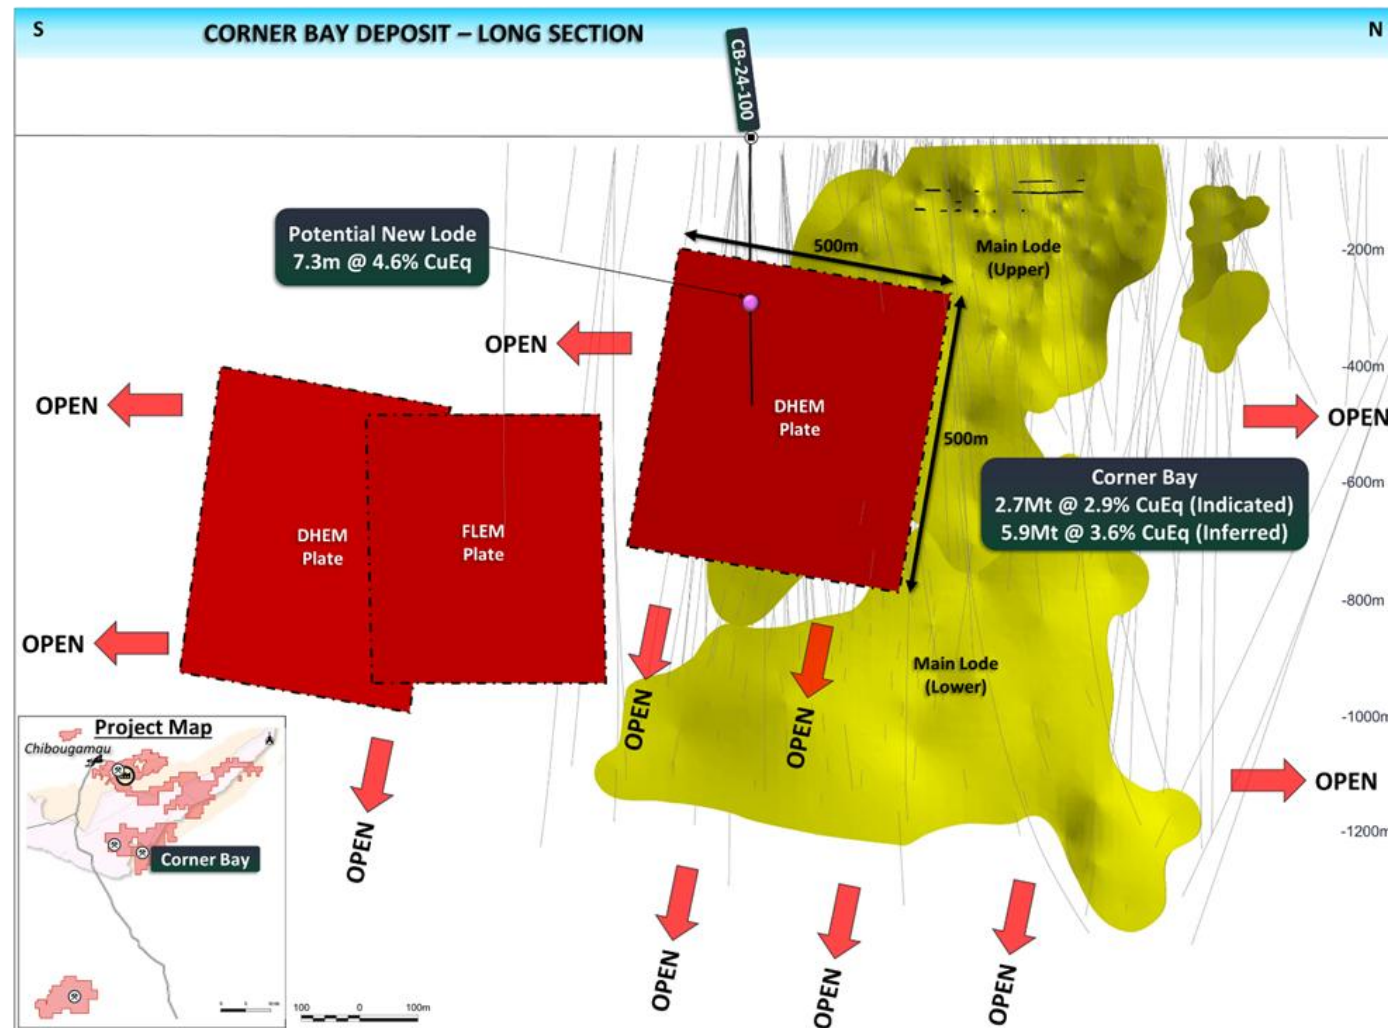 S
CORNER BAY DEPOSIT – LONG SECTION
N
CB-24-100
Potential New Lode
7.3m @ 4.6% CuEq
500m
Main Lode
(Upper)
-200m
OPEN
-400m
OPEN
DHEM
Plate
500m
OPEN
Corner Bay
2.7Mt @ 2.9% CuEq (Indicated)
5.9Mt @ 3.6% CuEq (Inferred)
-600m
DHEM
Plate
FLEM
Plate
-800m
OPEN
Main Lode
(Lower)
OPEN
OPEN
-1000m
OPEN
-1200m
OPEN
OPEN
OPEN
OPEN
Project Map
Chibougamau
Corner Bay
100
0
100m